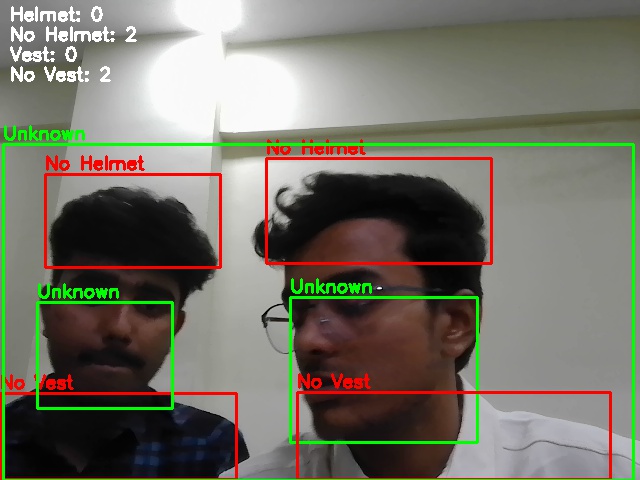 Helmet: 0
No Helmet: 2
Vest: 0
No Vest: 2
Unknown
No Helmet
No Helmet
Unknown
Unknown
No Vest
No Vest